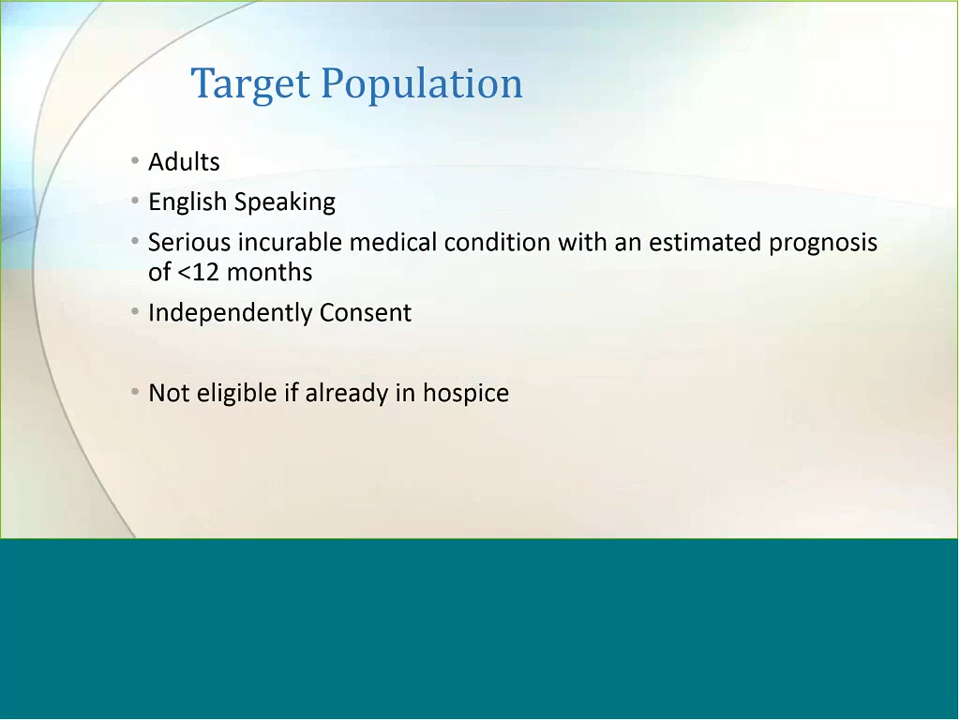 Target Population
• Adults
• English Speaking
• Serious incurable medical condition with an estimated prognosis
of <12 months
• Independently Consent
• Not eligible if already in hospice